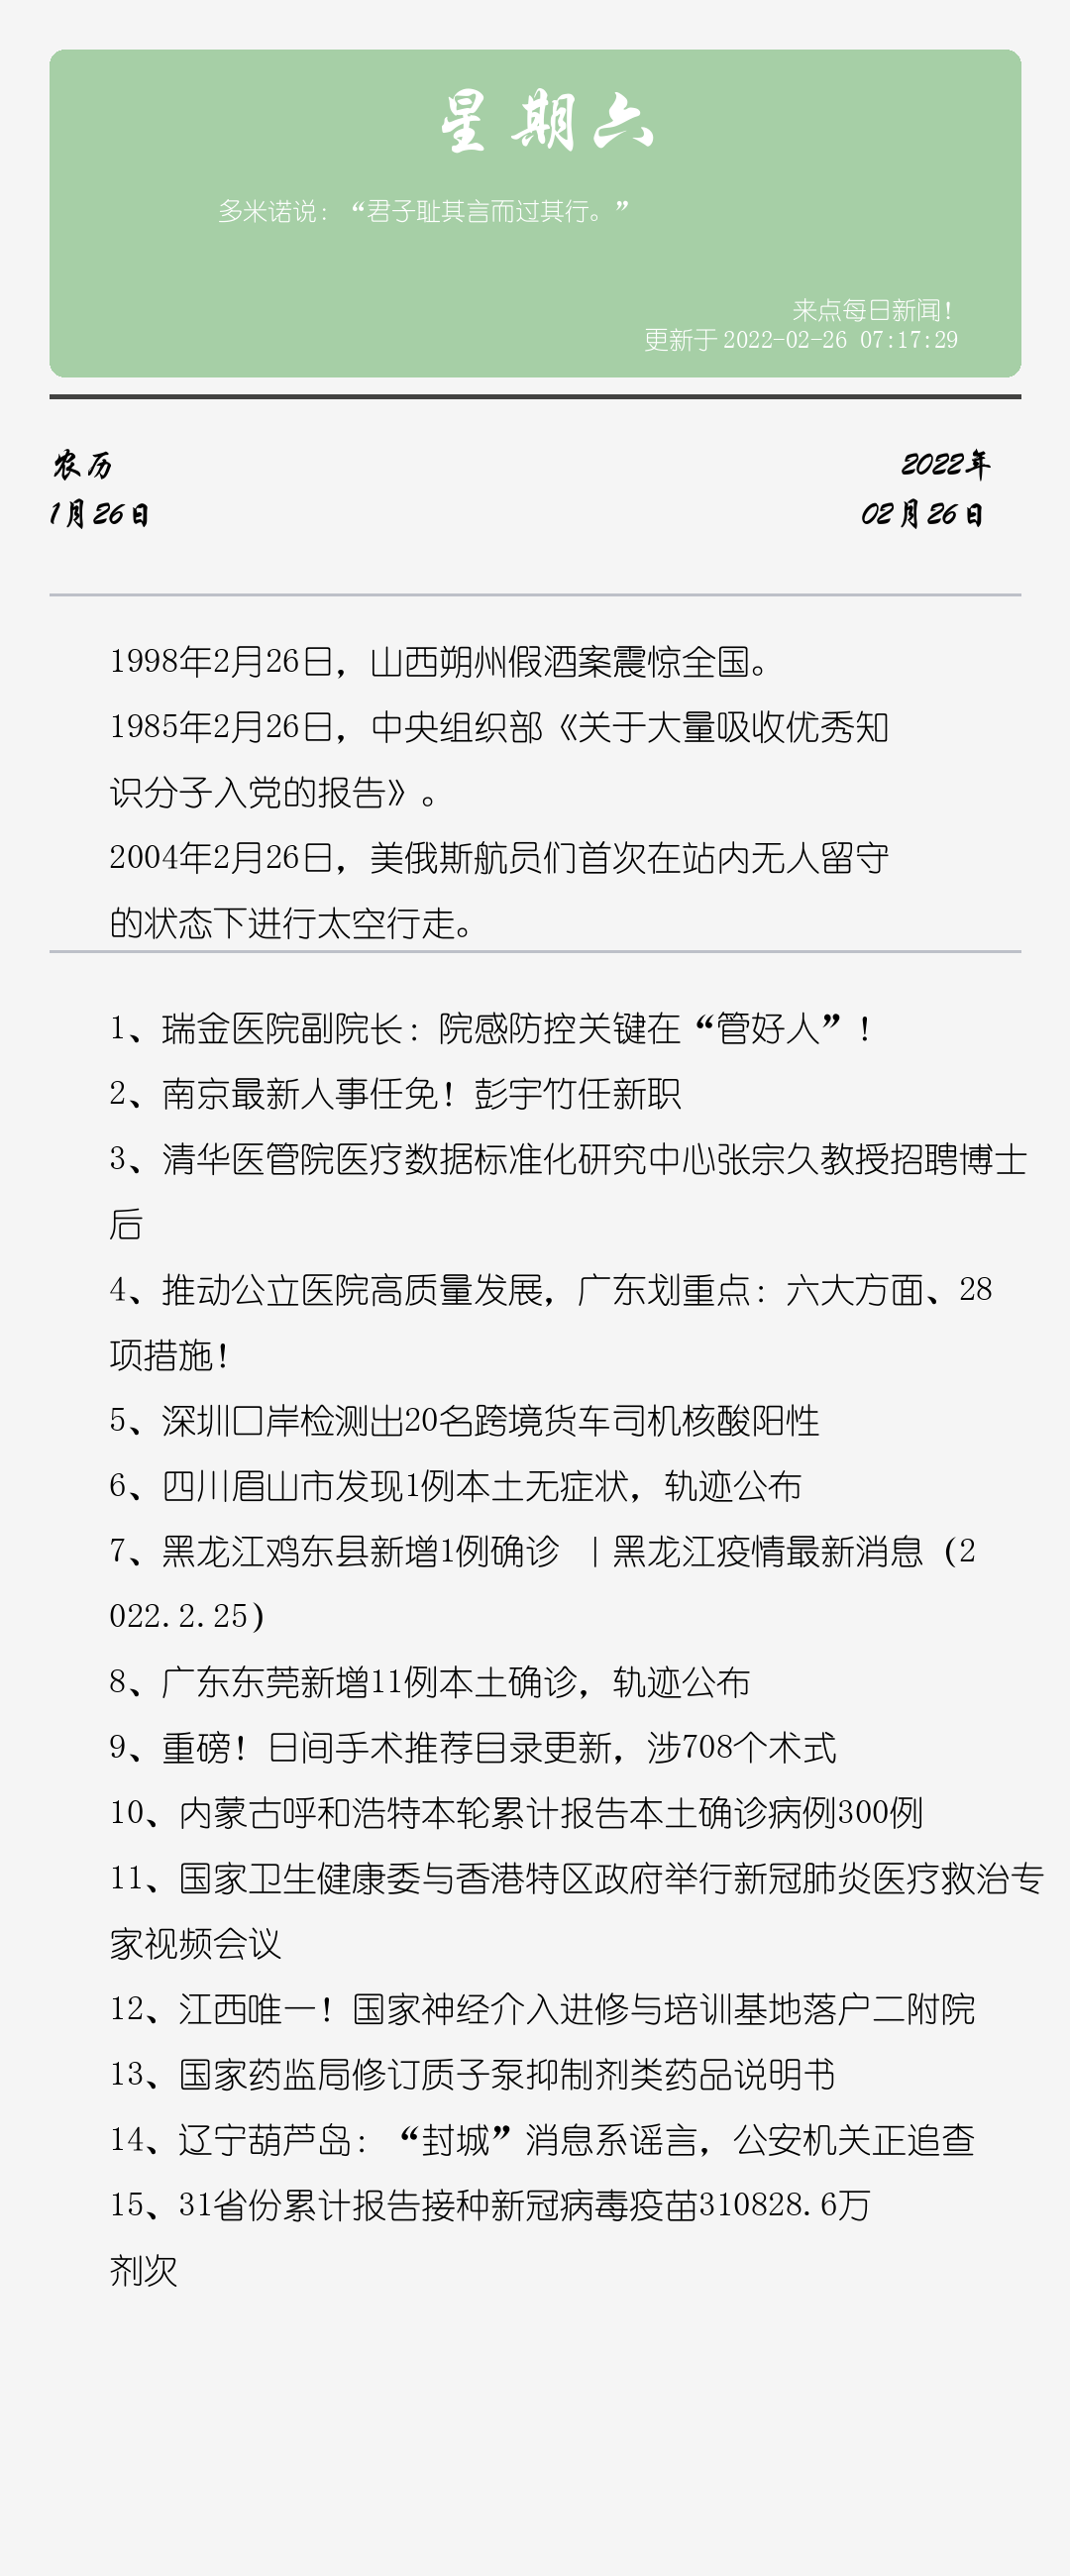 星期六
多米诺说：“君子耻其言而过其行。”
来点每日新闻！
更新于 2022-02-26 07:17:29
农历
1月26日
2022年
02月26日
1998年2月26日，山西朔州假酒案震惊全国。
1985年2月26日，中央组织部《关于大量吸收优秀知
识分子入党的报告》。
2004年2月26日，美俄斯航员们首次在站内无人留守
的状态下进行太空行走。
1、瑞金医院副院长：院感防控关键在“管好人”！
2、南京最新人事任免！彭宇竹任新职
3、清华医管院医疗数据标准化研究中心张宗久教授招聘博士
后
4、推动公立医院高质量发展，广东划重点：六大方面、28
项措施！
5、深圳口岸检测出20名跨境货车司机核酸阳性
6、四川眉山市发现1例本土无症状，轨迹公布
7、黑龙江鸡东县新增1例确诊 ｜黑龙江疫情最新消息（2
022.2.25）
8、广东东莞新增11例本土确诊，轨迹公布
9、重磅！日间手术推荐目录更新，涉708个术式
10、内蒙古呼和浩特本轮累计报告本土确诊病例300例
11、国家卫生健康委与香港特区政府举行新冠肺炎医疗救治专
家视频会议
12、江西唯一！国家神经介入进修与培训基地落户二附院
13、国家药监局修订质子泵抑制剂类药品说明书
14、辽宁葫芦岛：“封城”消息系谣言，公安机关正追查
15、31省份累计报告接种新冠病毒疫苗310828.6万
剂次